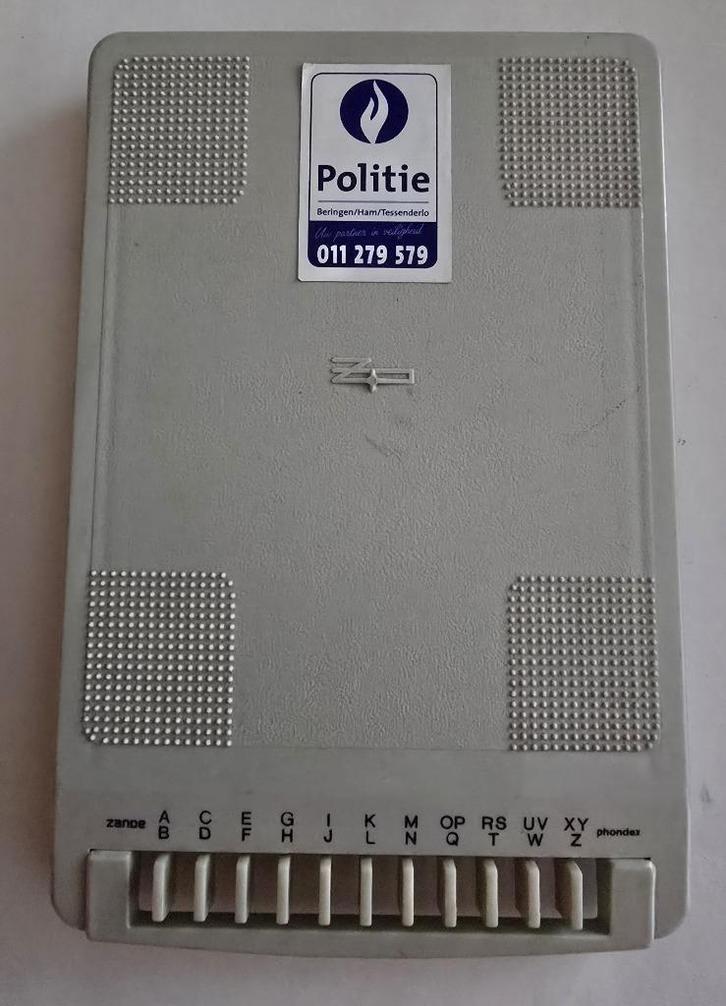 Politie
Beringen/Ham/Tessenderlo
Uw partner in veiligheid
011 279 579
zande A C E G I K M OP RS UV XY phondex
B D F H J L N Q T W Z